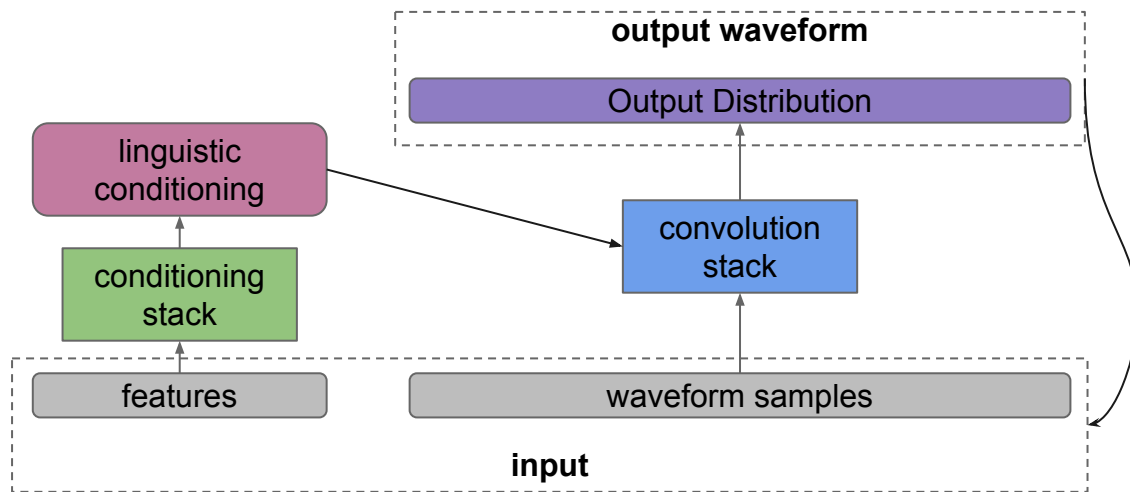 output waveform
Output Distribution
linguistic
conditioning
convolution
stack
conditioning
stack
features
waveform samples
input